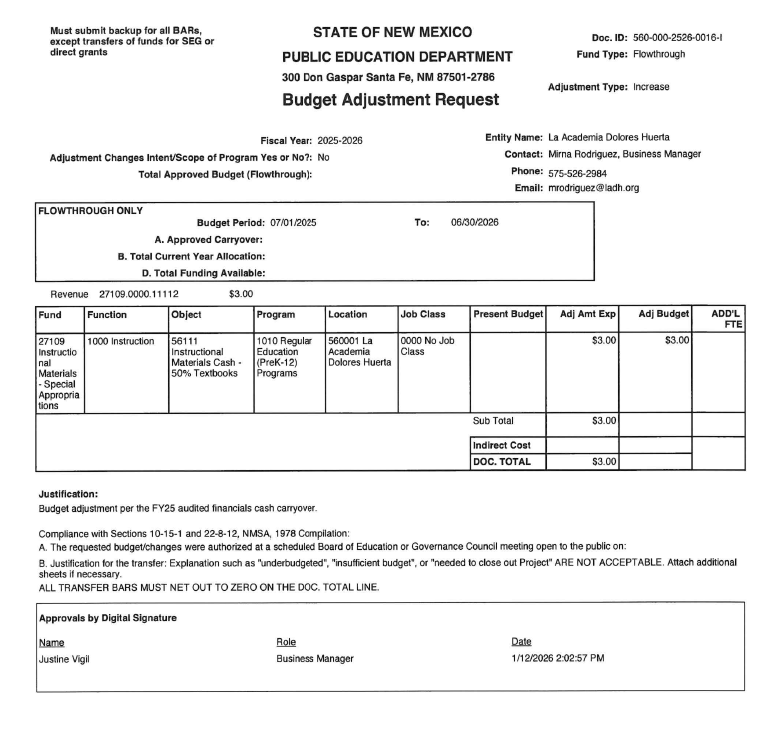 Must submit backup for all BARs,
except transfers of funds for SEG or
direct grants
STATE OF NEW MEXICO
PUBLIC EDUCATION DEPARTMENT
300 Don Gaspar Santa Fe, NM 87501-2786
Budget Adjustment Request
Doc. ID: 560-000-2526-0016-I
Fund Type: Flowthrough
Adjustment Type: Increase
Fiscal Year: 2025-2026
Adjustment Changes Intent/Scope of Program Yes or No?: No
Total Approved Budget (Flowthrough):
Entity Name: La Academia Dolores Huerta
Contact: Mirna Rodriguez, Business Manager
Phone: 575-526-2984
Email: mrodriguez@ladh.org
FLOWTHROUGH ONLY
Budget Period: 07/01/2025 To: 06/30/2026
A. Approved Carryover:
B. Total Current Year Allocation:
D. Total Funding Available:
Revenue 27109.0000.11112 $3.00
Fund Function Object Program Location Job Class Present Budget Adj Amt Exp Adj Budget ADD'L
FTE
27109 1000 Instruction 56111 1010 Regular 560001 La 0000 No Job $3.00 $3.00
Instructio Instructional Education Academia Class
nal Materials Cash - (PreK-12) Dolores Huerta
Materials 50% Textbooks Programs
- Special
Appropria
tions
Sub Total $3.00
Indirect Cost
DOC. TOTAL $3.00
Justification:
Budget adjustment per the FY25 audited financials cash carryover.
Compliance with Sections 10-15-1 and 22-8-12, NMSA, 1978 Compilation:
A. The requested budget/changes were authorized at a scheduled Board of Education or Governance Council meeting open to the public on:
B. Justification for the transfer: Explanation such as "underbudgeted", "insufficient budget", or "needed to close out Project" ARE NOT ACCEPTABLE. Attach additional
sheets if necessary.
ALL TRANSFER BARS MUST NET OUT TO ZERO ON THE DOC. TOTAL LINE.
Approvals by Digital Signature
Name Role Date
Justine Vigil Business Manager 1/12/2026 2:02:57 PM